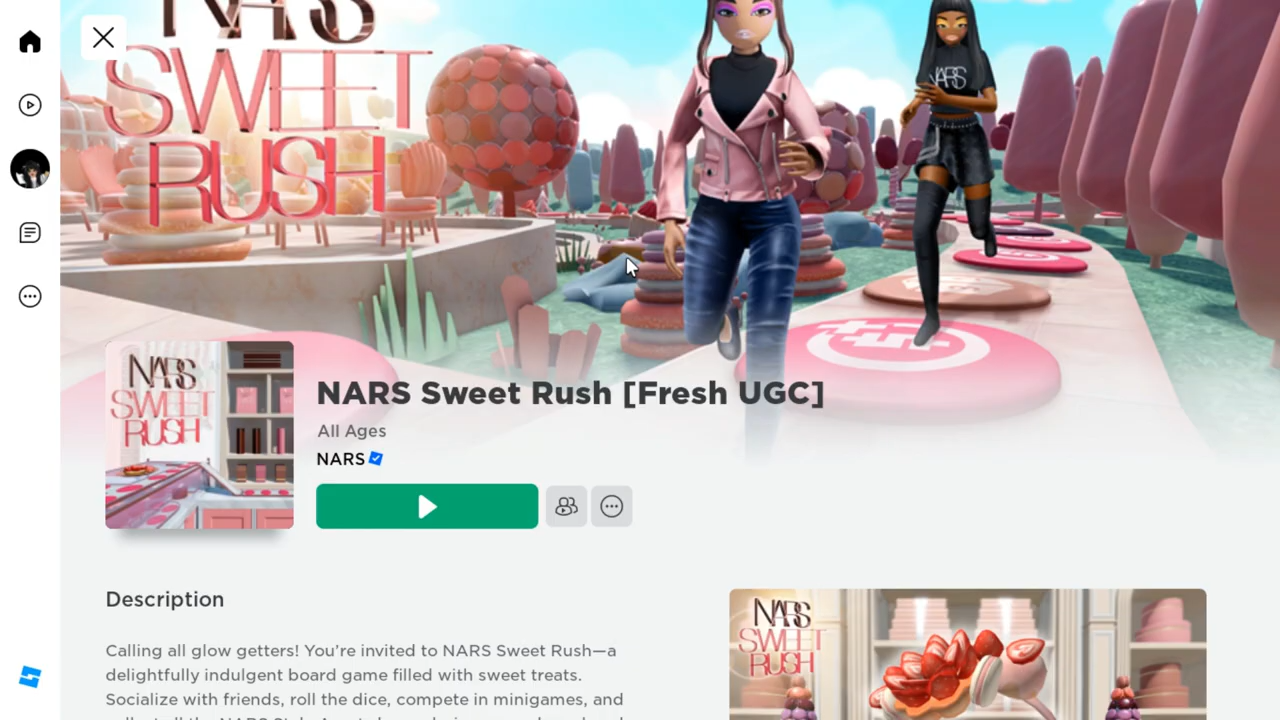 NARS
SWEET
RUSH
NARS
NARS
SWEET
RUSH
NARS Sweet Rush [Fresh UGC]
All Ages
NARS
Description
Calling all glow getters! You’re invited to NARS Sweet Rush—a
delightfully indulgent board game filled with sweet treats.
Socialize with friends, roll the dice, compete in minigames, and
NARS
SWEET
RUSH